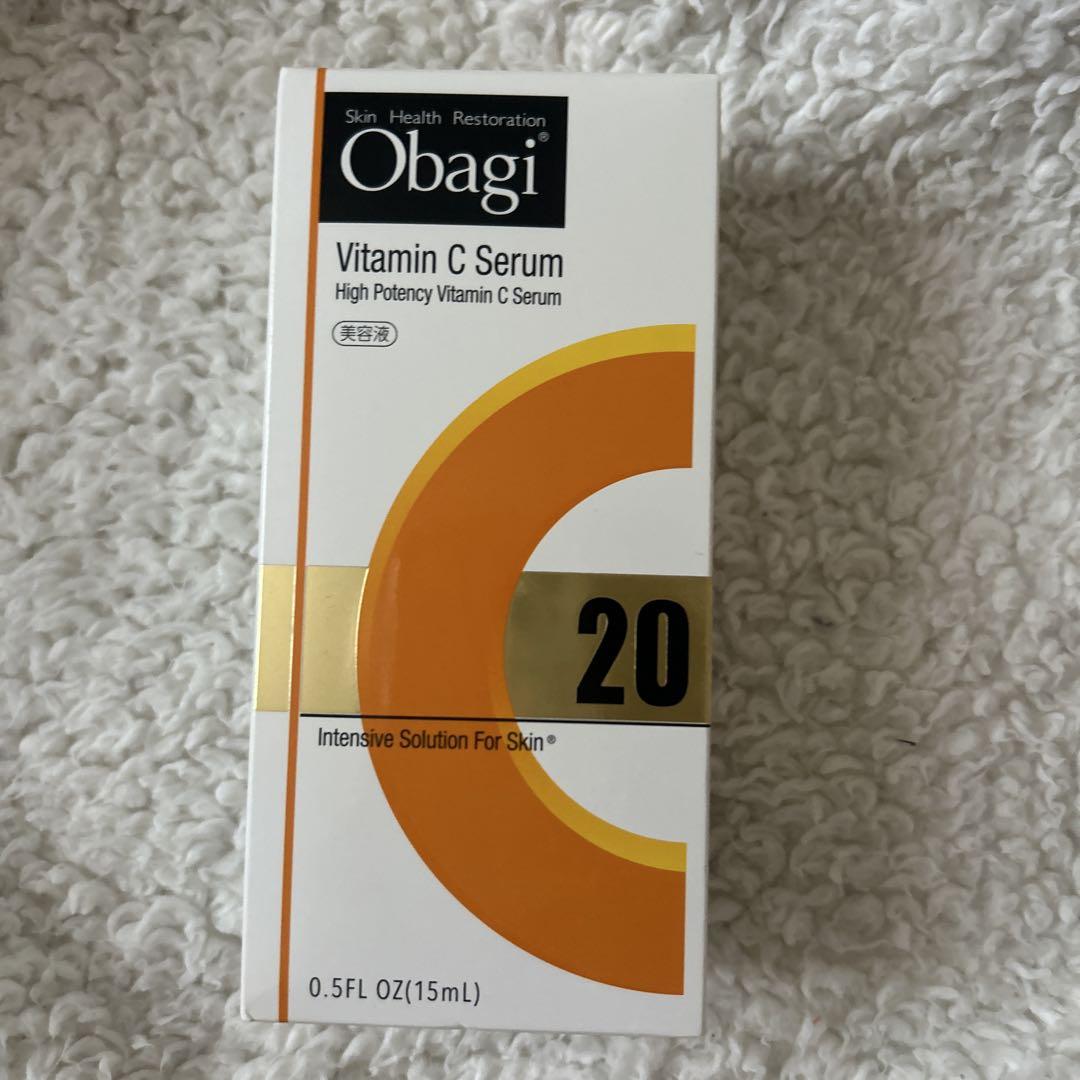 Skin Health Restoration
Obagi®
Vitamin C Serum
High Potency Vitamin C Serum
美容液
20
Intensive Solution For Skin®
0.5FL OZ(15mL)